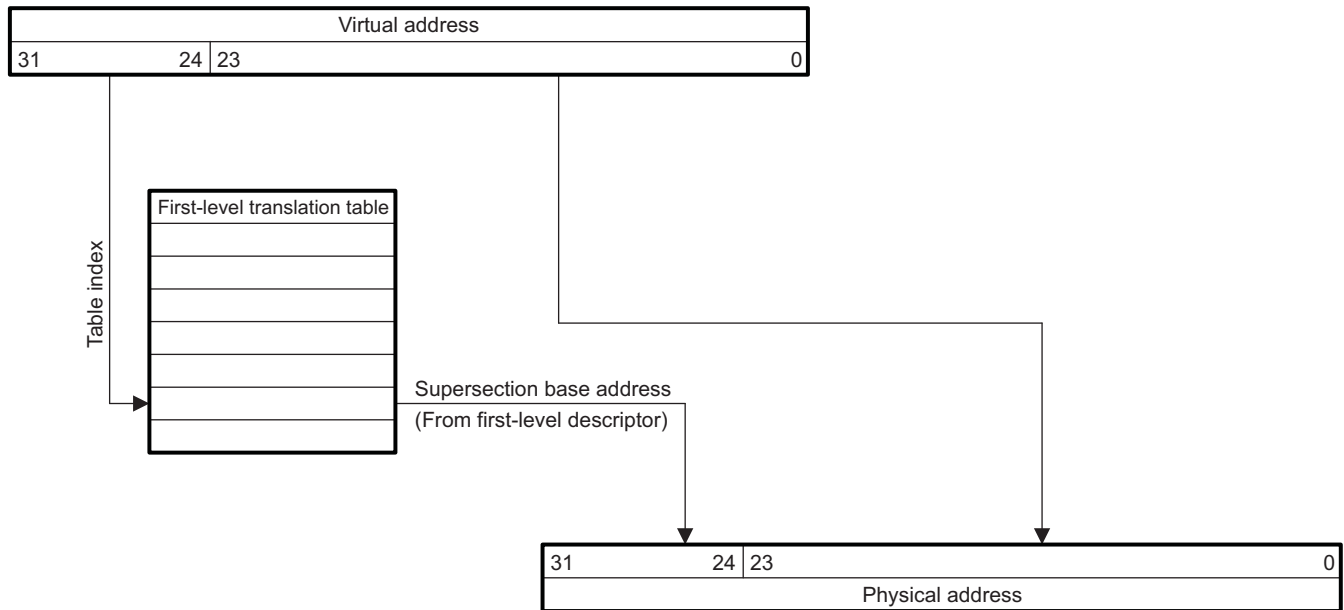 Virtual address
31 24 23 0
First-level translation table
Table index
Supersection base address
(From first-level descriptor)
31 24 23 0
Physical address